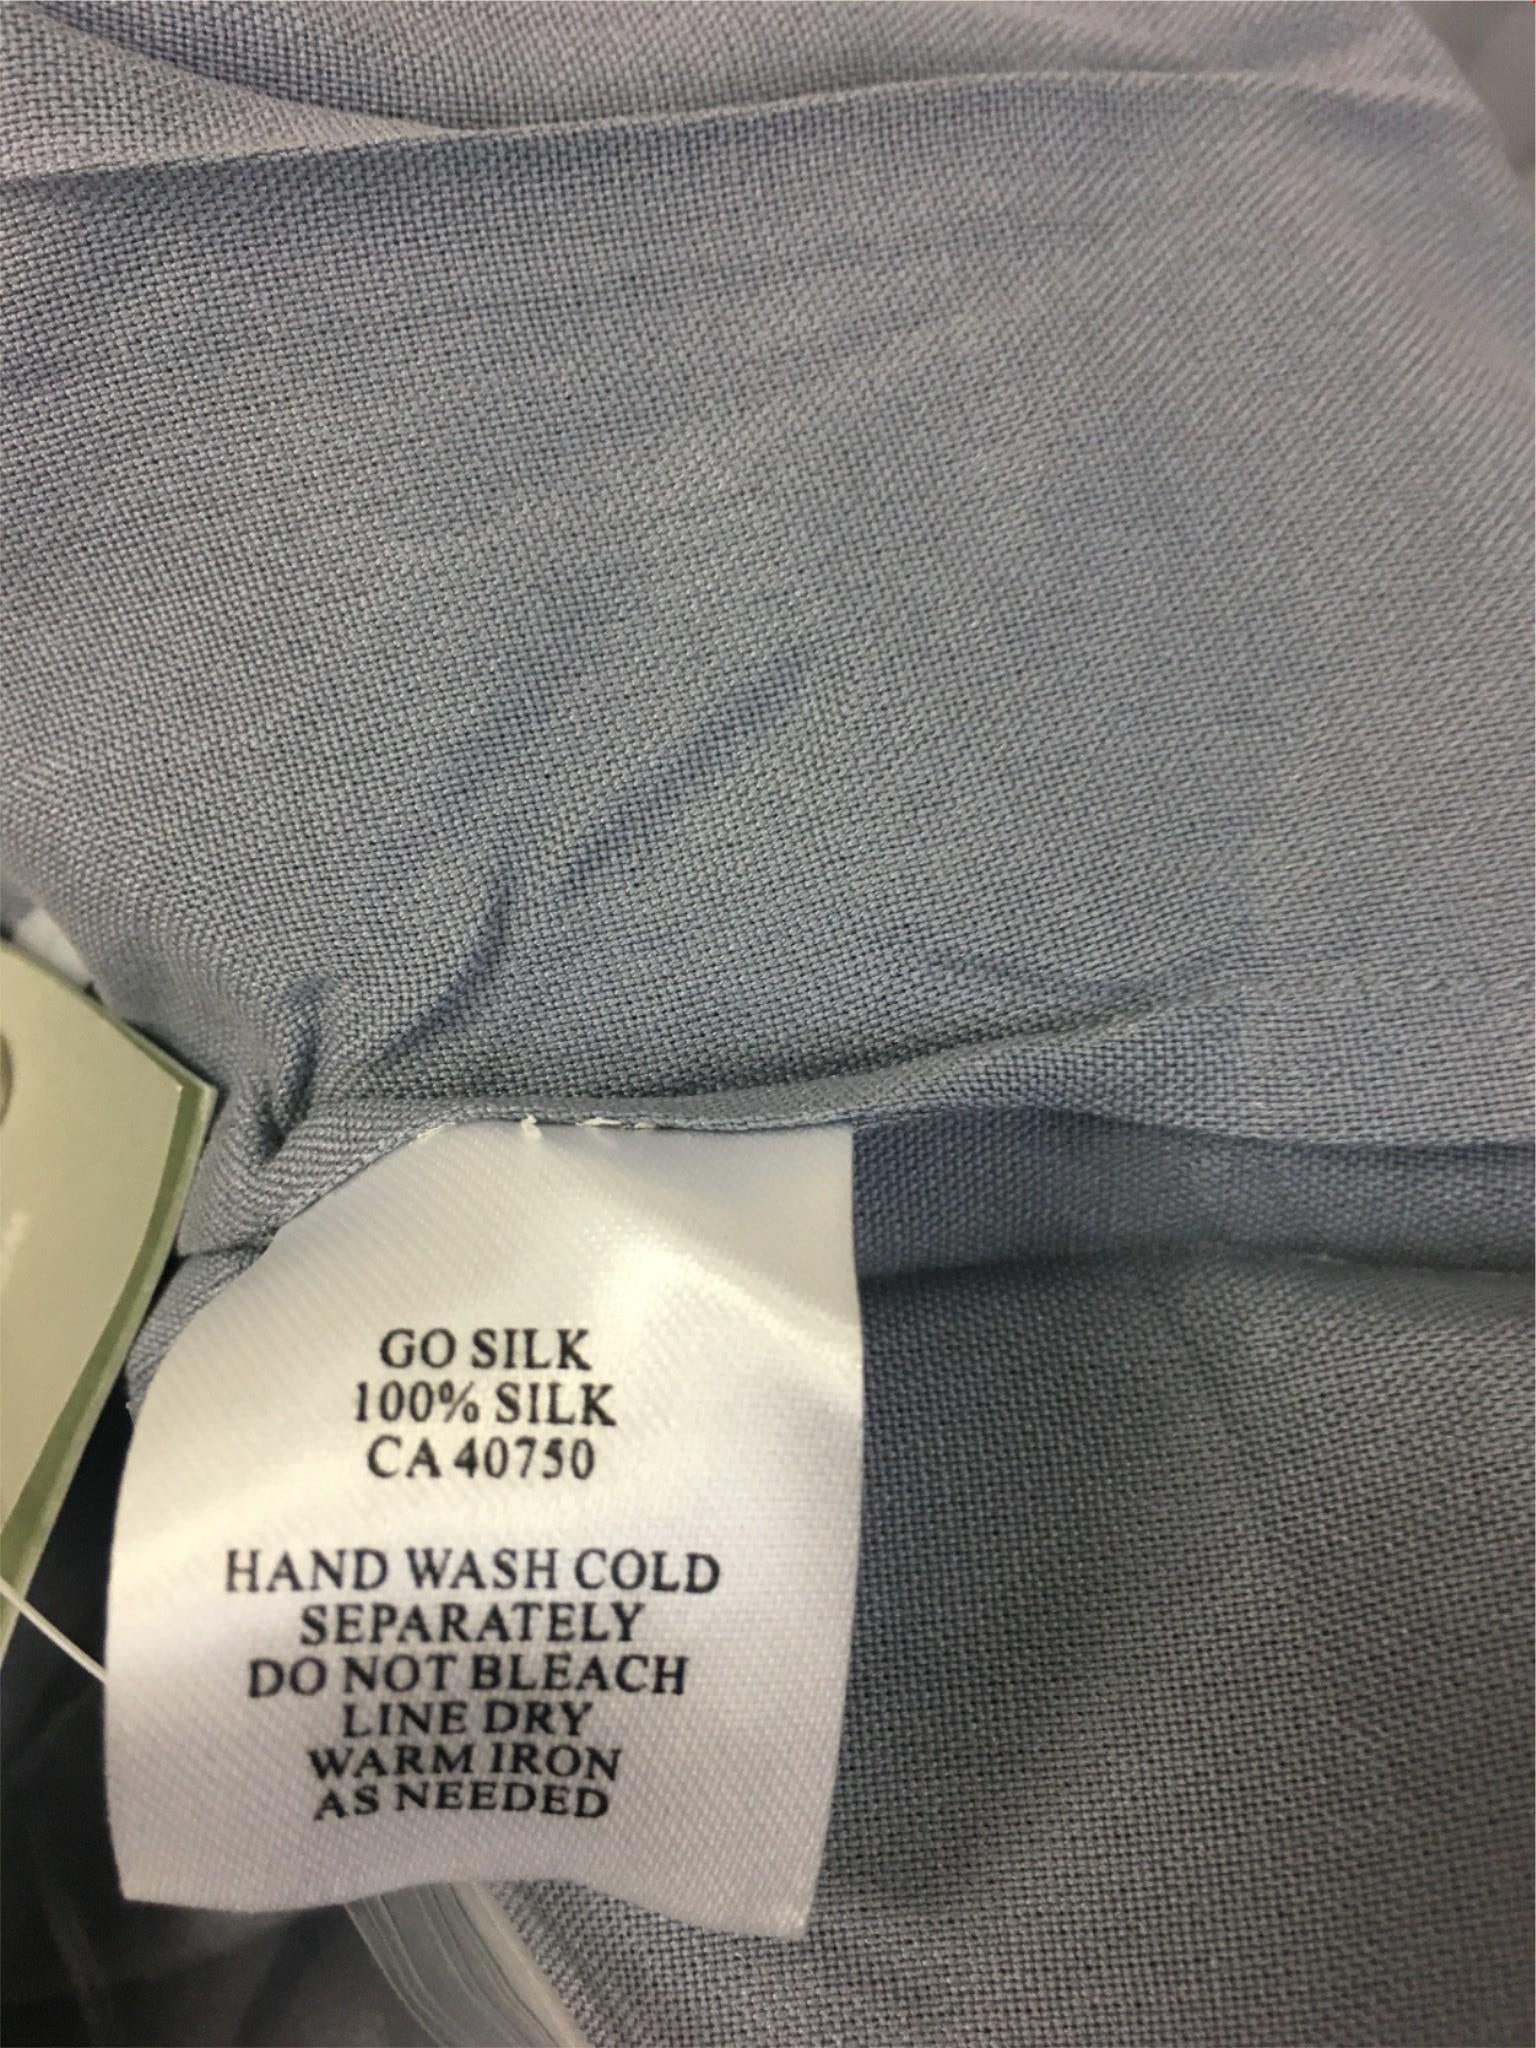 GO SILK
100% SILK
CA 40750
HAND WASH COLD
SEPARATELY
DO NOT BLEACH
LINE DRY
WARM IRON
AS NEEDED